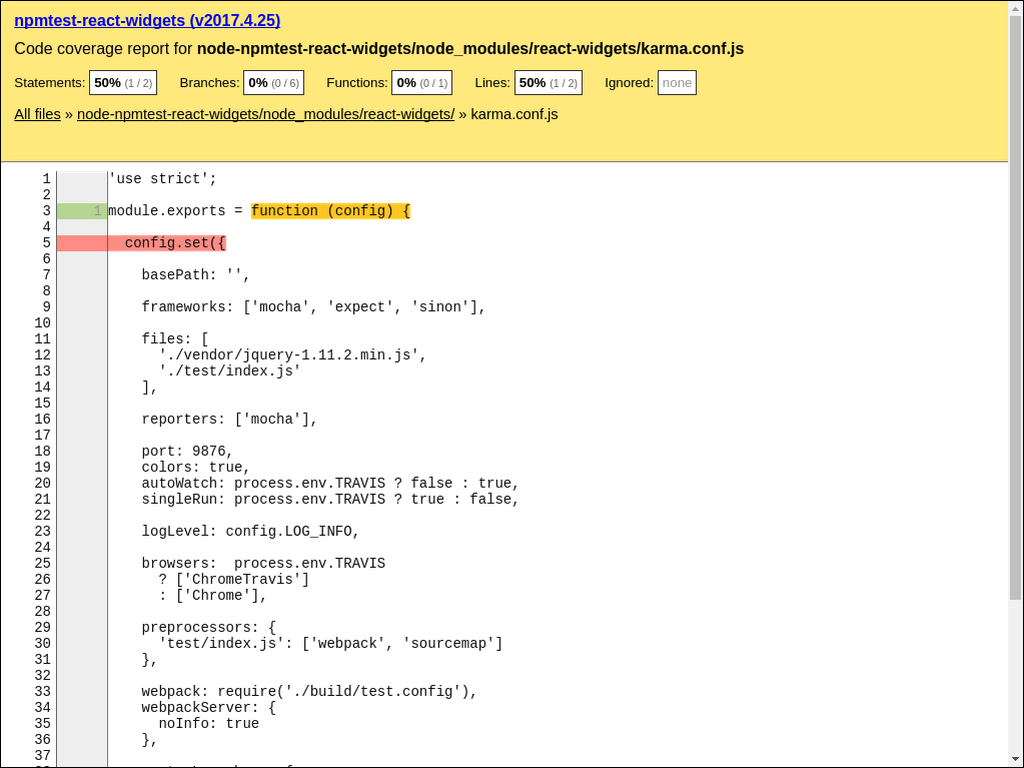 npmtest-react-widgets (v2017.4.25)
Code coverage report for node-npmtest-react-widgets/node_modules/react-widgets/karma.conf.js
Statements: 50% (1 / 2) Branches: 0% (0 / 6) Functions: 0% (0 / 1) Lines: 50% (1 / 2) Ignored: none
All files » node-npmtest-react-widgets/node_modules/react-widgets/ » karma.conf.js
1 'use strict';
2
3 1 module.exports = function (config) {
4
5 config.set({
6
7 basePath: '',
8
9 frameworks: ['mocha', 'expect', 'sinon'],
10
11 files: [
12 './vendor/jquery-1.11.2.min.js',
13 './test/index.js'
14 ],
15
16 reporters: ['mocha'],
17
18 port: 9876,
19 colors: true,
20 autoWatch: process.env.TRAVIS ? false : true,
21 singleRun: process.env.TRAVIS ? true : false,
22
23 logLevel: config.LOG_INFO,
24
25 browsers:  process.env.TRAVIS
26 ? ['ChromeTravis']
27 : ['Chrome'],
28
29 preprocessors: {
30 'test/index.js': ['webpack', 'sourcemap']
31 },
32
33 webpack: require('./build/test.config'),
34 webpackServer: {
35 noInfo: true
36 },
37